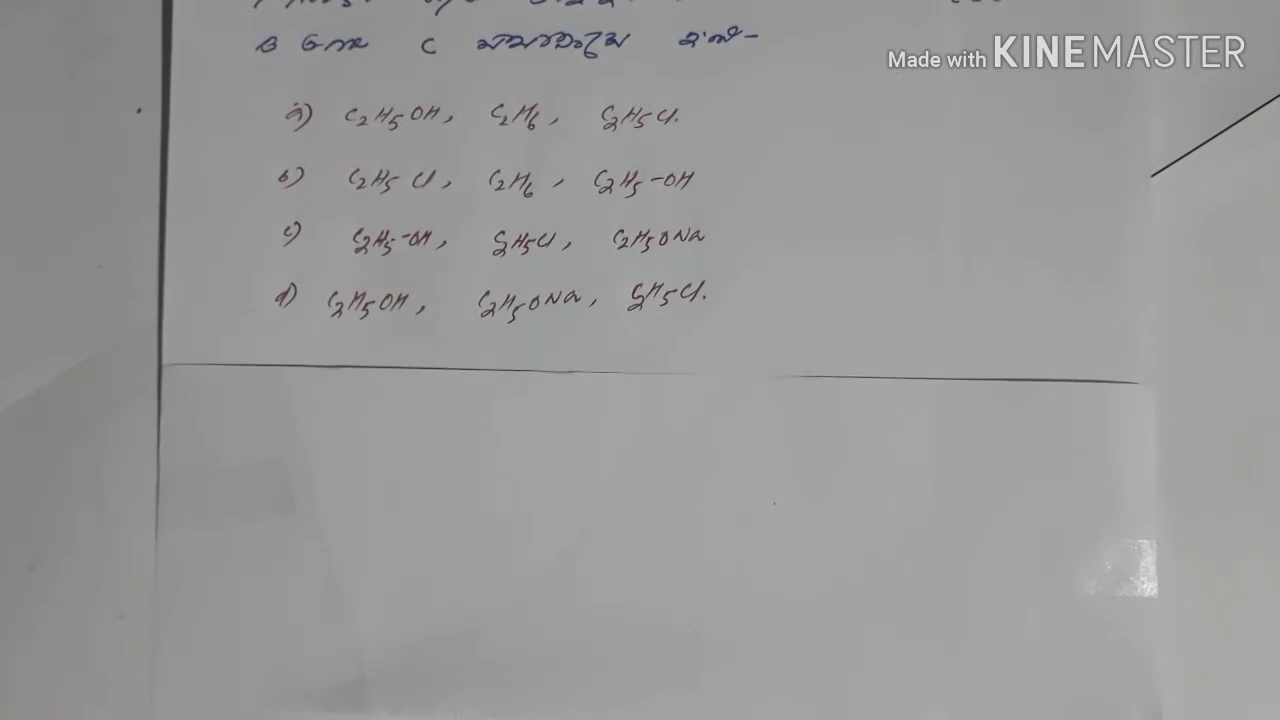 B C
Made with KINEMASTER
a) C₂H₅OH, C₂H₆, C₂H₅Cl.
b) C₂H₅Cl, C₂H₆, C₂H₅-OH
c) C₂H₅-OH, C₂H₅Cl, C₂H₅ONa
d) C₂H₅OH, C₂H₅ONa, C₂H₅Cl.